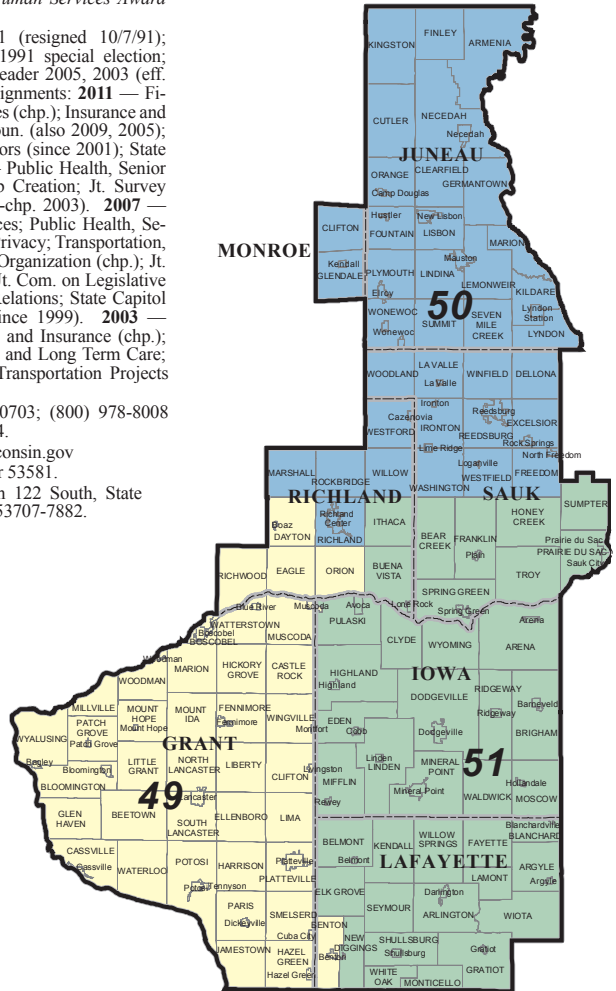 uman Services Award
1 (resigned 10/7/91);
1991 special election;
eader 2005, 2003 (eff.
ignments: 2011 — Fi-
es (chp.); Insurance and
oun. (also 2009, 2005);
ors (since 2001); State
Public Health, Senior
b Creation; Jt. Survey
-chp. 2003). 2007 —
ces; Public Health, Se-
rivacy; Transportation,
Organization (chp.); Jt.
Jt. Com. on Legislative
Relations; State Capitol
ince 1999). 2003 —
and Insurance (chp.);
and Long Term Care;
Transportation Projects
0703; (800) 978-8008
4.
consin.gov
r 53581.
n 122 South, State
53707-7882.
KINGSTON
FINLEY
ARMENIA
CUTLER
NECEDAH
Necedah
JUNEAU
ORANGE
CLEARFIELD
GERMANTOWN
Camp Douglas
Hustler
New Lisbon
CLIFTON
FOUNTAIN
LISBON
MARION
MONROE
Kendall
GLENDALE
PLYMOUTH
LINDINA
Mauston
LEMONWEIR
KILDARE
Elroy
50
Lyndon
Station
WONEWOC
SUMMIT
SEVEN
MILE
CREEK
LYNDON
Wonewoc
WOODLAND
LA VALLE
La Valle
WINFIELD
DELLONA
Ironton
Cazenovia
Reedsburg
WESTFORD
IRONTON
REEDSBURG
EXCELSIOR
Lime Ridge
Rock Springs
North Freedom
MARSHALL
ROCKBRIDGE
WILLOW
Loganville
WESTFIELD
FREEDOM
WASHINGTON
RICHLAND
SAUK
Richland
Center
RICHLAND
ITHACA
HONEY
CREEK
SUMPTER
Boaz
DAYTON
BEAR
CREEK
FRANKLIN
Plain
Prairie du Sac
PRAIRIE DU SAC
Sauk City
RICHWOOD
EAGLE
ORION
BUENA
VISTA
TROY
SPRING GREEN
Blue River
Muscoda
Avoca
Lone Rock
Spring Green
Arena
WATTERSTOWN
PULASKI
Boscobel
BOSCOBEL
MUSCODA
CLYDE
WYOMING
ARENA
Woodman
WOODMAN
MARION
HICKORY
GROVE
CASTLE
ROCK
HIGHLAND
Highland
IOWA
DODGEVILLE
RIDGEWAY
Ridgeway
Barneveld
MILLVILLE
WYALUSING
PATCH
GROVE
Patch Grove
MOUNT
HOPE
Mount Hope
MOUNT
IDA
FENNIMORE
Fennimore
WINGVILLE
Montfort
EDEN
Cobb
Dodgeville
BRIGHAM
GRANT
Bagley
Bloomington
BLOOMINGTON
LITTLE
GRANT
NORTH
LANCASTER
LIBERTY
CLIFTON
Livingston
MIFFLIN
Linden
LINDEN
MINERAL
POINT
Mineral Point
51
Hollandale
WALDWICK
MOSCOW
49
Lancaster
Rewey
GLEN
HAVEN
BEETOWN
SOUTH
LANCASTER
ELLENBORO
LIMA
BELMONT
Belmont
KENDALL
WILLOW
SPRINGS
FAYETTE
Blanchardville
BLANCHARD
LAFAYETTE
CASSVILLE
Cassville
WATERLOO
POTOSI
Potosi
Tennyson
HARRISON
Platteville
PLATTEVILLE
ELK GROVE
LAMONT
ARGYLE
Argyle
Darlington
PARIS
Dickeyville
SMELSER
SEYMOUR
ARLINGTON
WIOTA
Cuba City
BENTON
Benton
NEW
DIGGINGS
SHULLSBURG
Shullsburg
Gratiot
GRATIOT
JAMESTOWN
HAZEL
GREEN
Hazel Green
WHITE
OAK
MONTICELLO